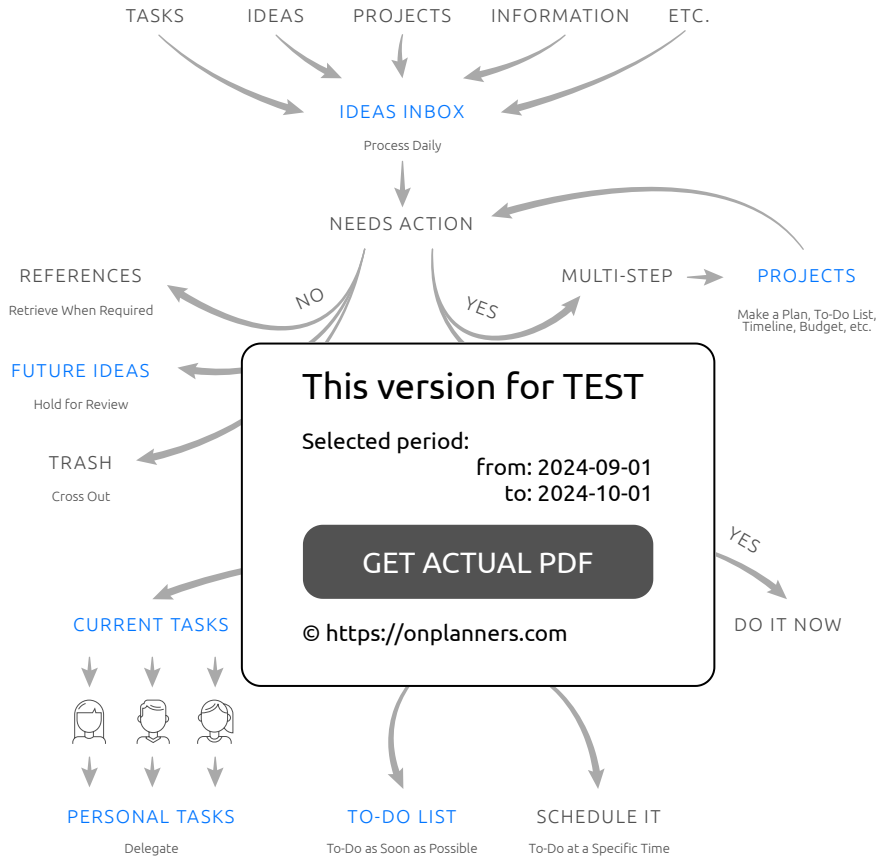 TASKS
IDEAS
PROJECTS
INFORMATION
ETC.
IDEAS INBOX
Process Daily
NEEDS ACTION
REFERENCES
Retrieve When Required
NO
YES
MULTI-STEP
PROJECTS
Make a Plan, To-Do List,
Timeline, Budget, etc.
FUTURE IDEAS
Hold for Review
TRASH
Cross Out
This version for TEST
Selected period:
from: 2024-09-01
to: 2024-10-01
GET ACTUAL PDF
© https://onplanners.com
YES
DO IT NOW
CURRENT TASKS
PERSONAL TASKS
Delegate
TO-DO LIST
To-Do as Soon as Possible
SCHEDULE IT
To-Do at a Specific Time